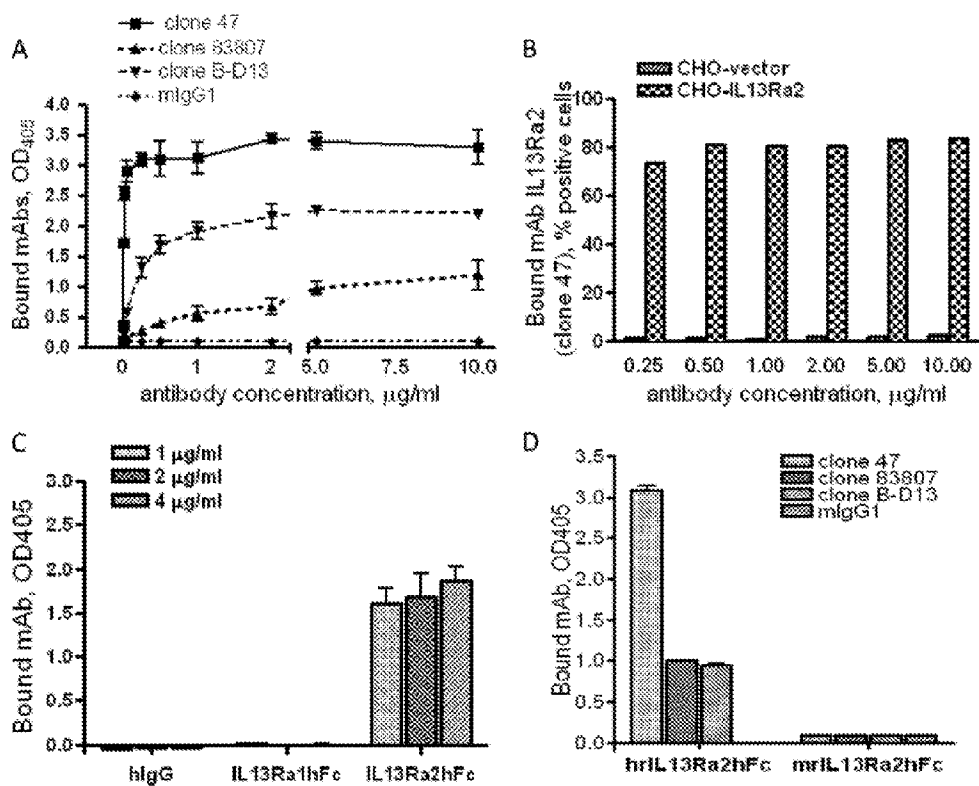 A
clone 47
clone 83807
clone B-D13
mIgG1
4.0
3.5
3.0
2.5
2.0
1.5
1.0
0.5
0.0
Bound mAbs, OD405
0 1 2 5.0 7.5 10.0
antibody concentration, µg/ml
B
CHO-vector
CHO-IL13Ra2
100
80
60
40
20
0
Bound mAb IL13Ra2
(clone 47), % positive cells
0.25 0.50 1.00 2.00 5.00 10.00
antibody concentration, µg/ml
C
1 µg/ml
2 µg/ml
4 µg/ml
3.0
2.5
2.0
1.5
1.0
0.5
0.0
Bound mAb, OD405
hIgG IL13Ra1hFc IL13Ra2hFc
D
clone 47
clone 83807
clone B-D13
mIgG1
3.5
3.0
2.5
2.0
1.5
1.0
0.5
0.0
Bound mAb, OD405
hrIL13Ra2hFc mrIL13Ra2hFc